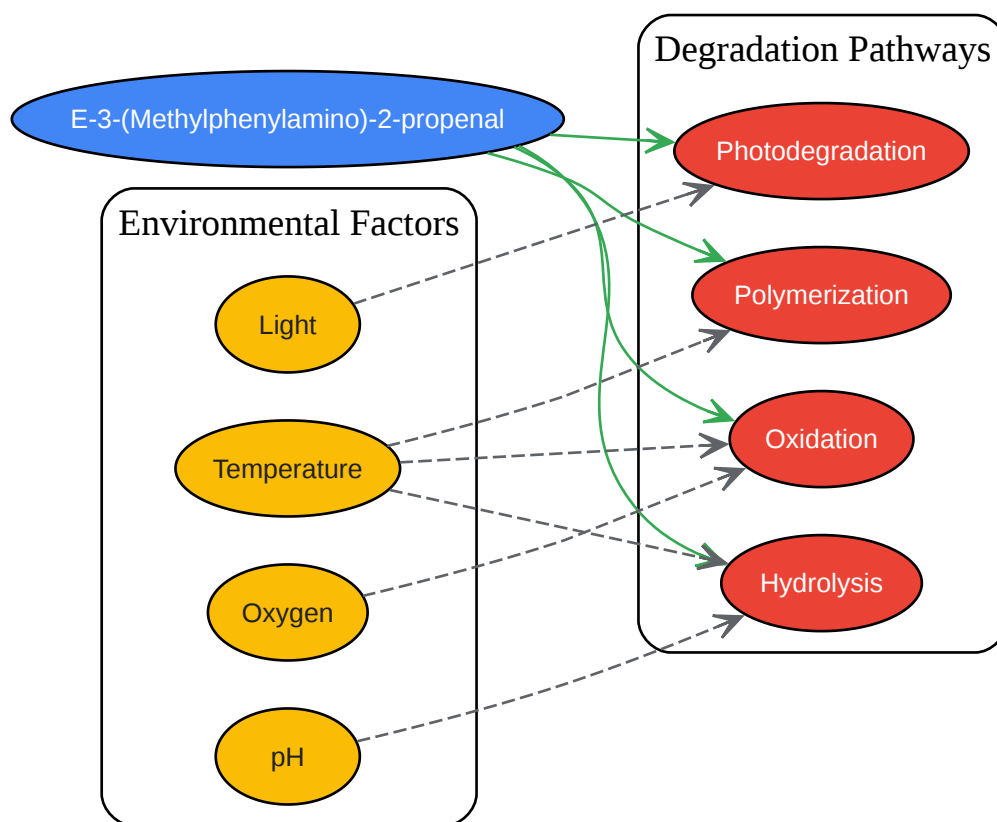 E-3-(Methylphenylamino)-2-propenal
Environmental Factors
Light
Temperature
Oxygen
pH
Degradation Pathways
Photodegradation
Polymerization
Oxidation
Hydrolysis